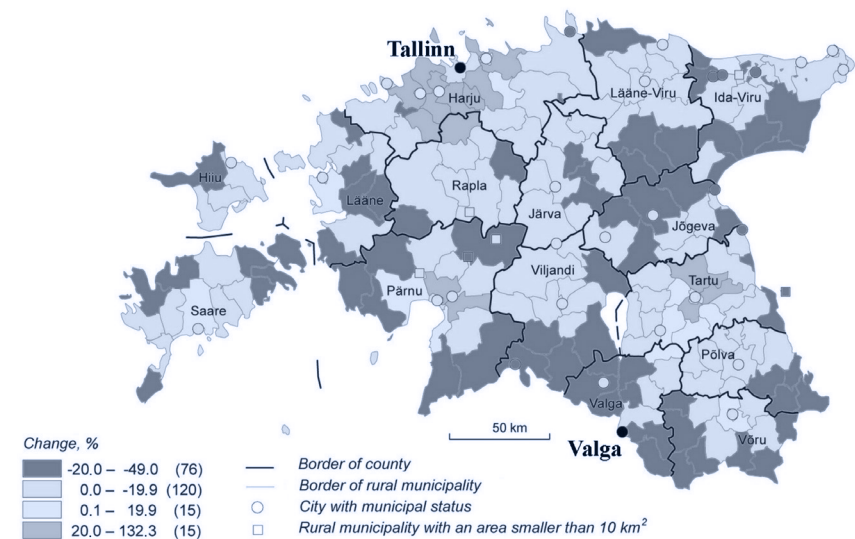 Tallinn
Harju
Lääne-Viru
Ida-Viru
Hiiu
Lääne
Rapla
Järva
Jõgeva
Saare
Pärnu
Viljandi
Tartu
Põlva
Valga
Valga
Võru
50 km
Change, %
-20.0 – -49.0 (76)
0.0 – -19.9 (120)
0.1 – 19.9 (15)
20.0 – 132.3 (15)
Border of county
Border of rural municipality
City with municipal status
Rural municipality with an area smaller than 10 km²